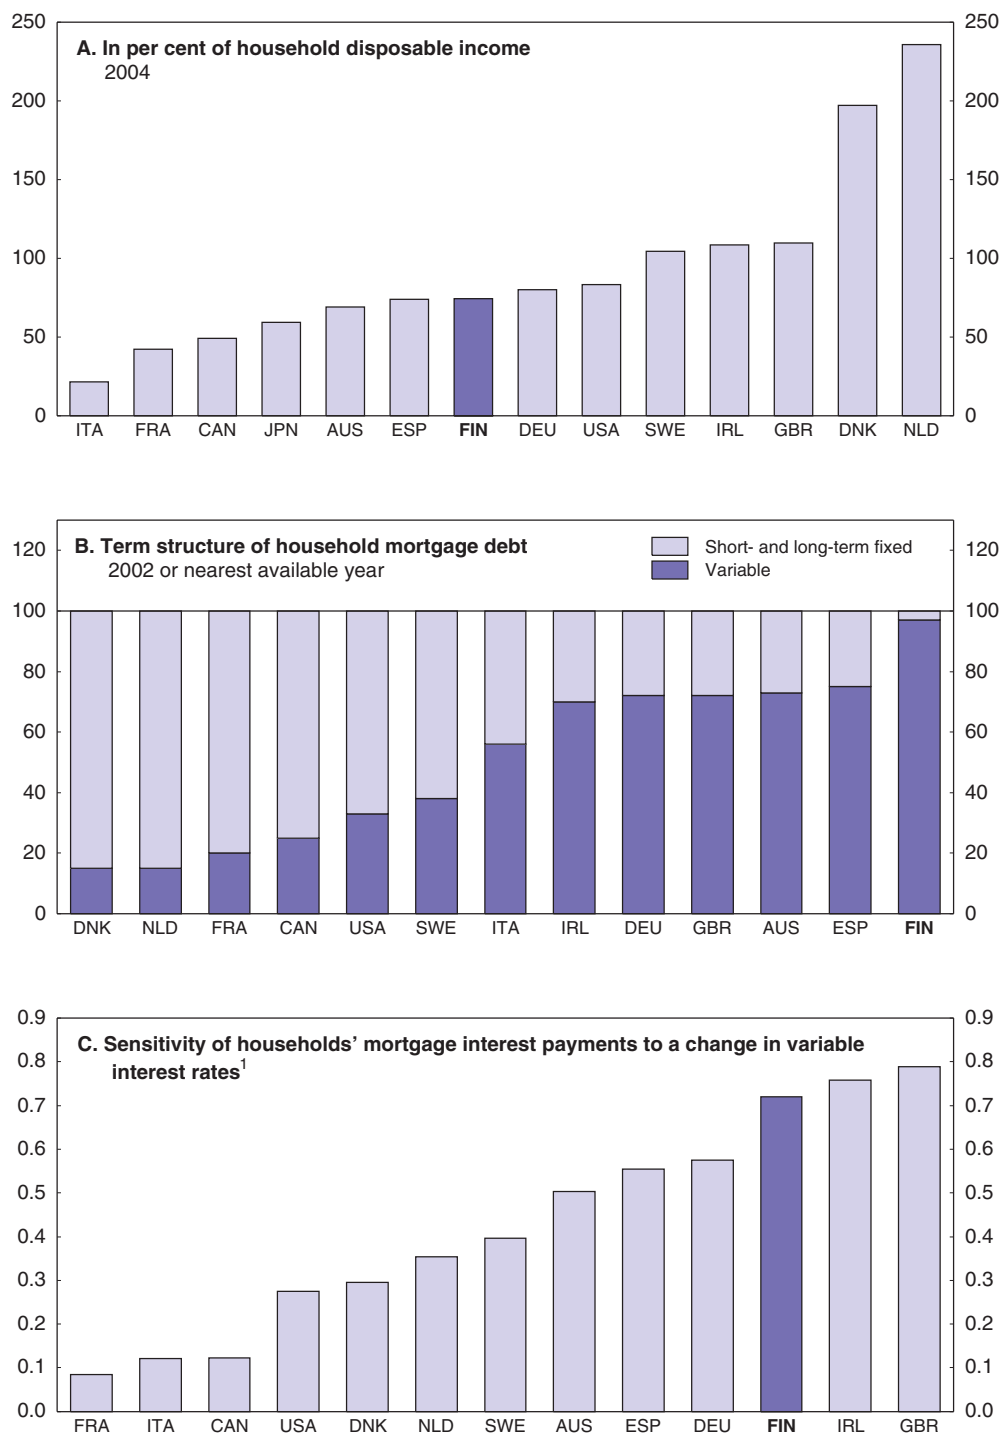 A. In per cent of household disposable income
2004
250 250
200 200
150 150
100 100
50 50
0 0
ITA FRA CAN JPN AUS ESP FIN DEU USA SWE IRL GBR DNK NLD
B. Term structure of household mortgage debt
2002 or nearest available year
Short- and long-term fixed
Variable
120 120
100 100
80 80
60 60
40 40
20 20
0 0
DNK NLD FRA CAN USA SWE ITA IRL DEU GBR AUS ESP FIN
C. Sensitivity of households’ mortgage interest payments to a change in variable
interest rates1
0.9 0.9
0.8 0.8
0.7 0.7
0.6 0.6
0.5 0.5
0.4 0.4
0.3 0.3
0.2 0.2
0.1 0.1
0.0 0.0
FRA ITA CAN USA DNK NLD SWE AUS ESP DEU FIN IRL GBR